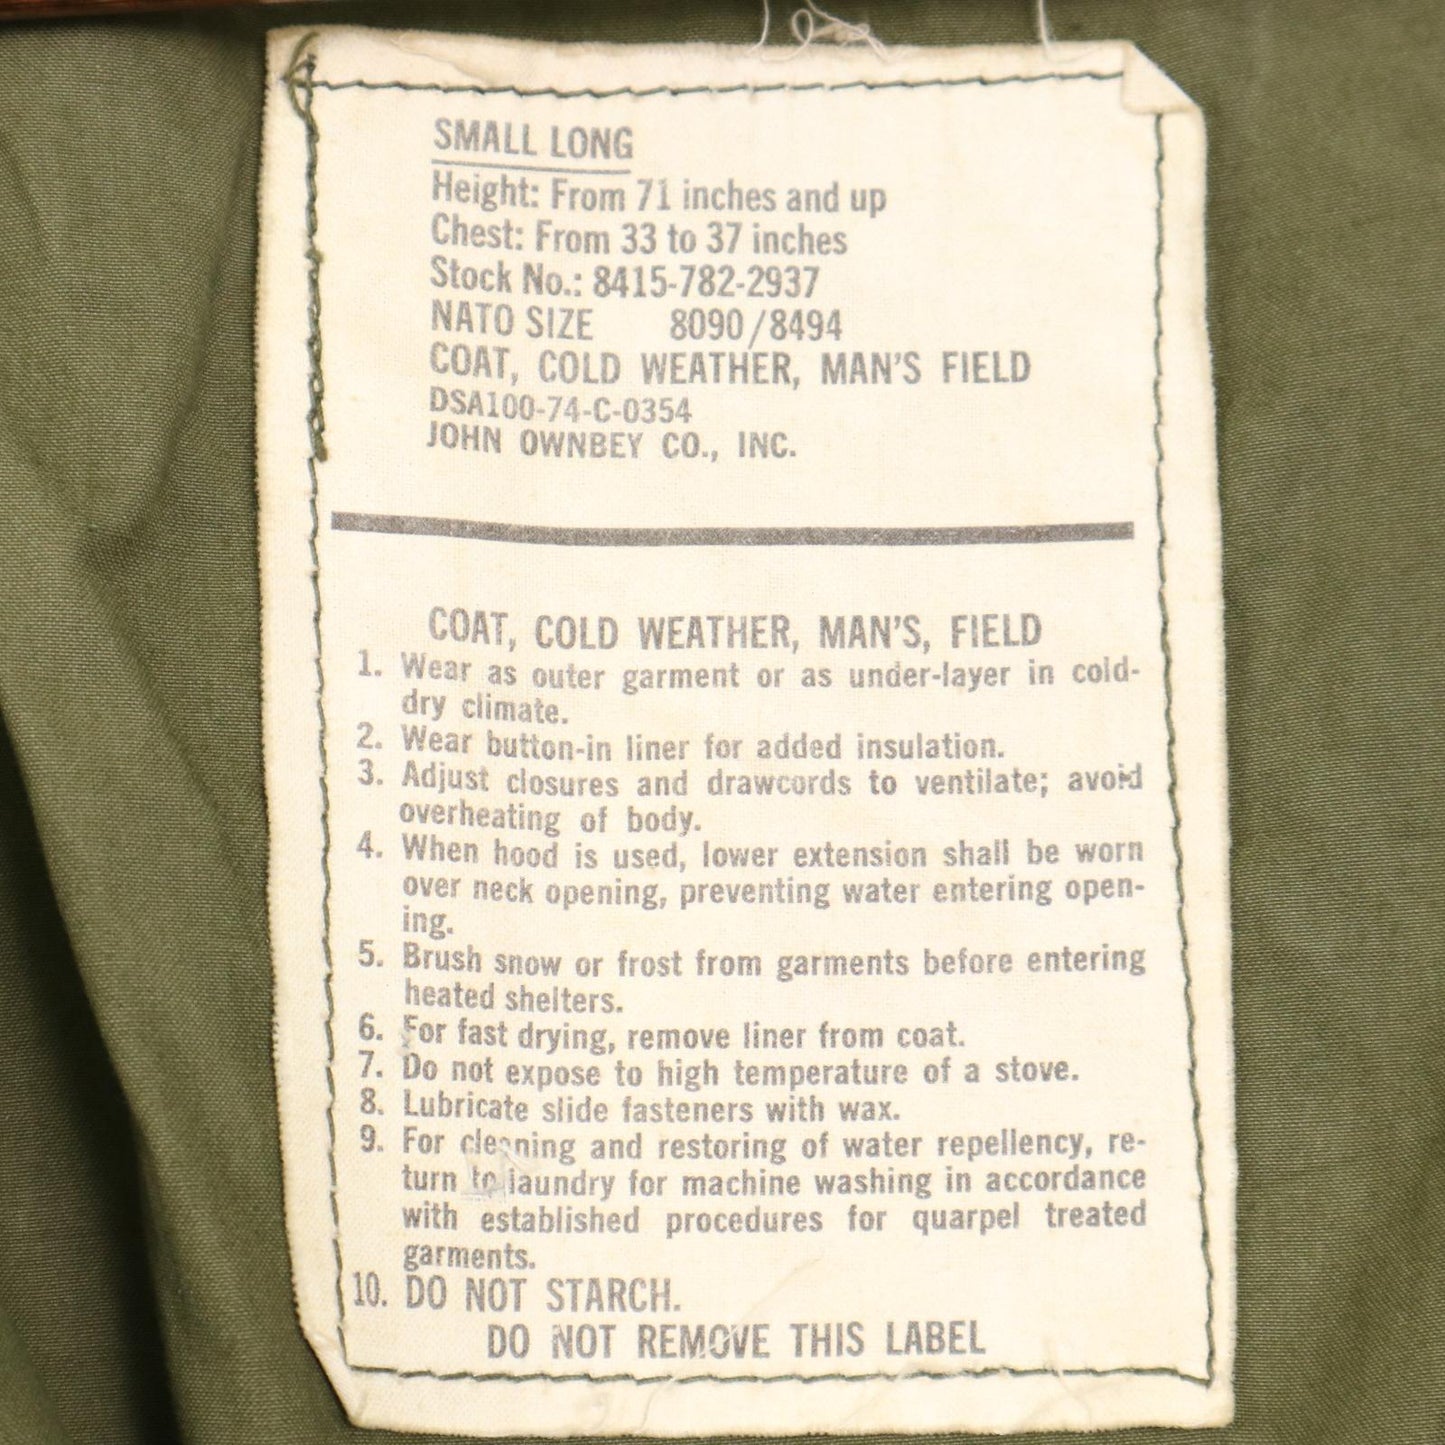 SMALL LONG
Height: From 71 inches and up
Chest: From 33 to 37 inches
Stock No.: 8415-782-2937
NATO SIZE 8090/8494
COAT, COLD WEATHER, MAN'S FIELD
DSA100-74-C-0354
JOHN OWNBEY CO., INC.
COAT, COLD WEATHER, MAN'S, FIELD
1. Wear as outer garment or as under-layer in cold-
dry climate.
2. Wear button-in liner for added insulation.
3. Adjust closures and drawcords to ventilate; avoid
overheating of body.
4. When hood is used, lower extension shall be worn
over neck opening, preventing water entering open-
ing.
5. Brush snow or frost from garments before entering
heated shelters.
6. For fast drying, remove liner from coat.
7. Do not expose to high temperature of a stove.
8. Lubricate slide fasteners with wax.
9. For cleaning and restoring of water repellency, re-
turn to laundry for machine washing in accordance
with established procedures for quarpel treated
garments.
10. DO NOT STARCH.
DO NOT REMOVE THIS LABEL